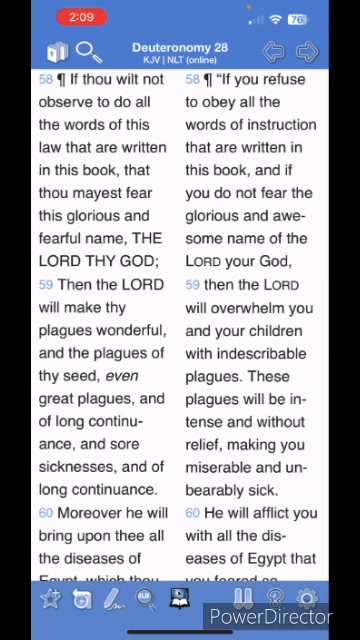 2:09
76
Deuteronomy 28
KJV | NLT (online)
58 ¶ If thou wilt not
observe to do all
the words of this
law that are written
in this book, that
thou mayest fear
this glorious and
fearful name, THE
LORD THY GOD;
59 Then the LORD
will make thy
plagues wonderful,
and the plagues of
thy seed, even
great plagues, and
of long continu-
ance, and sore
sicknesses, and of
long continuance.
60 Moreover he will
bring upon thee all
the diseases of
Egypt, which thou
58 ¶ “If you refuse
to obey all the
words of instruction
that are written in
this book, and if
you do not fear the
glorious and awe-
some name of the
LORD your God,
59 then the LORD
will overwhelm you
and your children
with indescribable
plagues. These
plagues will be in-
tense and without
relief, making you
miserable and un-
bearably sick.
60 He will afflict you
with all the dis-
eases of Egypt that
you feared so
BLB
PowerDirector